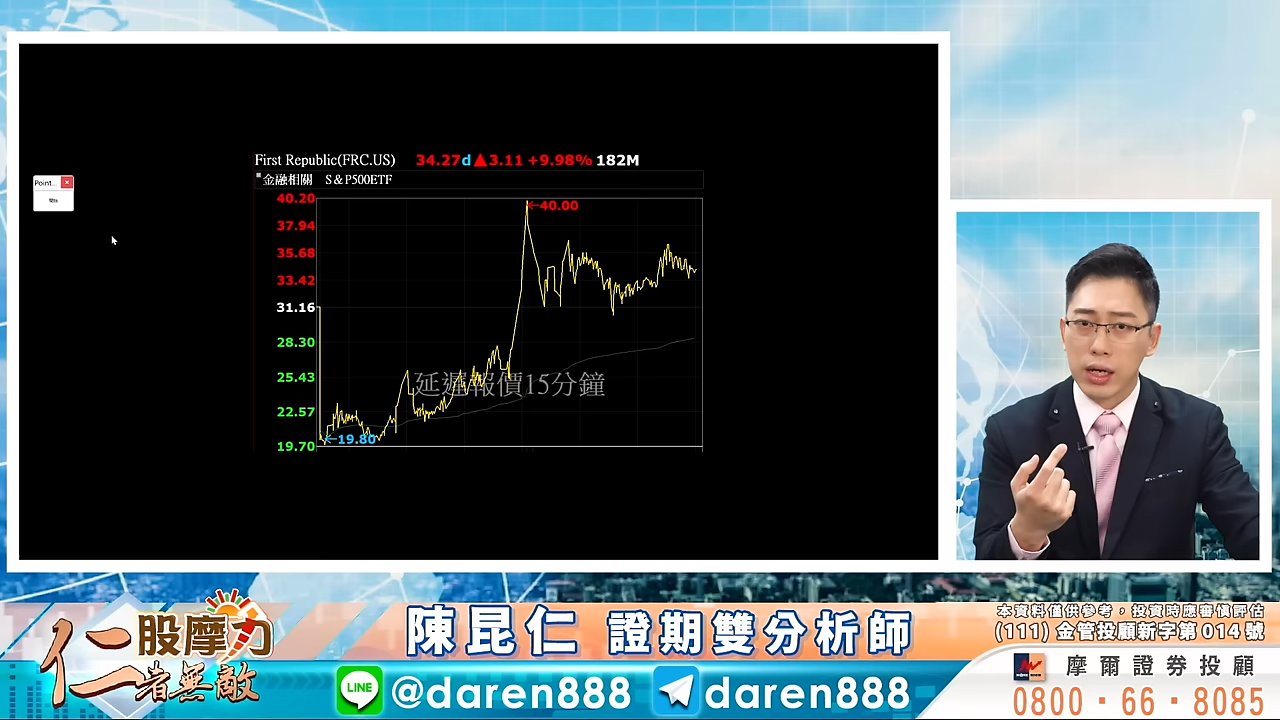 First Republic(FRC.US) 34.27d▲3.11 +9.98% 182M
金融相關 S&P500ETF
40.20
←40.00
37.94
35.68
33.42
31.16
28.30
25.43
22.57
19.70
延遲報價15分鐘
←19.80
Point...
仁股摩力
仁者無敵
陳昆仁 證期雙分析師
LINE @daren888 daren888
本資料僅供參考，投資時應審慎評估
(111) 金管投顧新字第 014 號
摩爾證券投顧
0800‧66‧8085